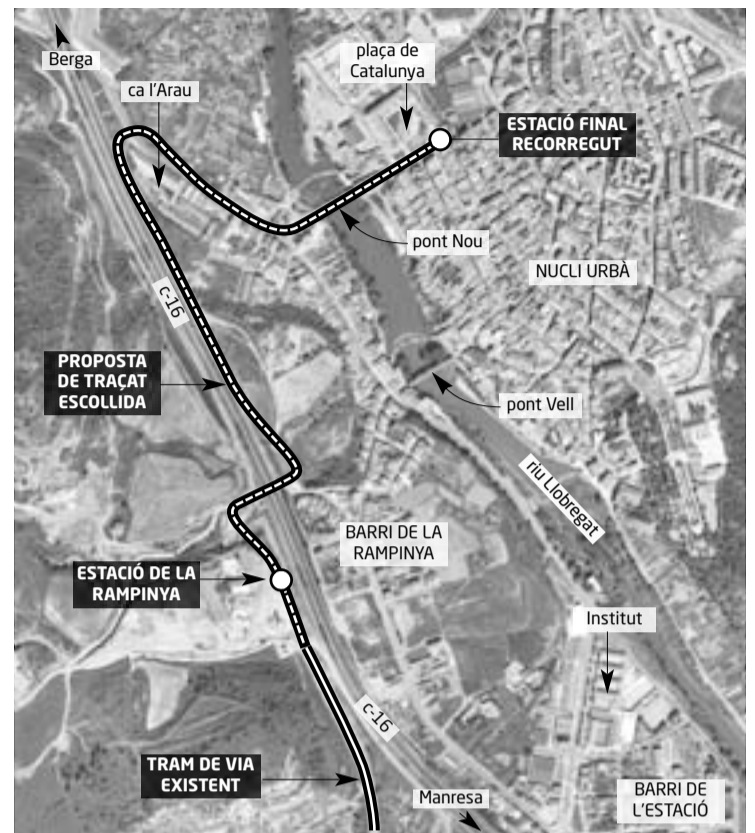 Berga
plaça de
Catalunya
ca l'Arau
ESTACIÓ FINAL
RECORREGUT
pont Nou
NUCLI URBÀ
c-16
PROPOSTA
DE TRAÇAT
ESCOLLIDA
pont Vell
riu Llobregat
BARRI DE LA
RAMPINYA
ESTACIÓ DE LA
RAMPINYA
Institut
c-16
TRAM DE VIA
EXISTENT
Manresa
BARRI DE
L'ESTACIÓ